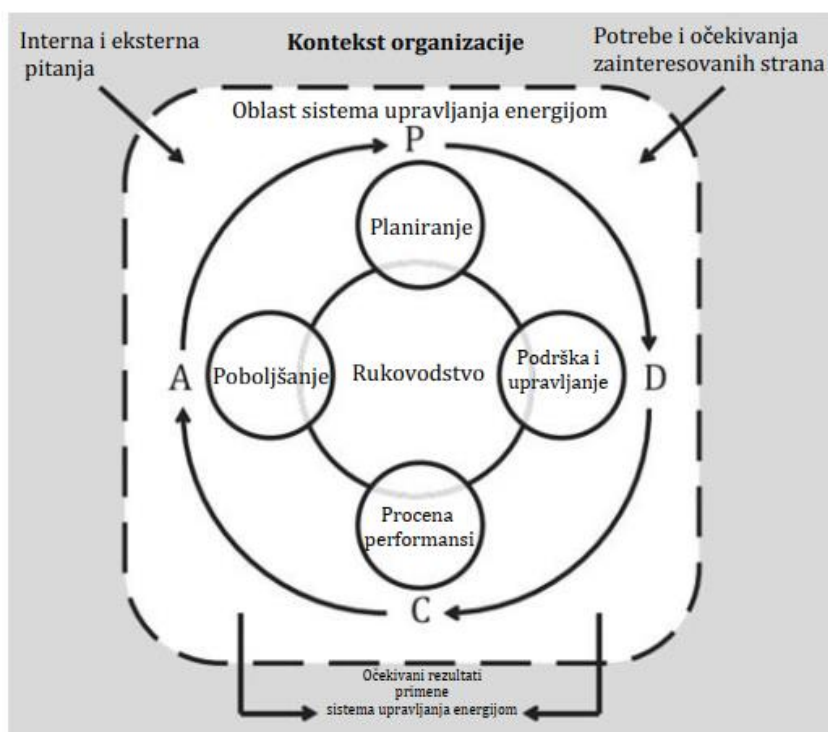 Interna i eksterna
pitanja
Kontekst organizacije
Potrebe i očekivanja
zainteresovanih strana
Oblast sistema upravljanja energijom
P
Planiranje
A
Poboljšanje
Rukovodstvo
Podrška i
upravljanje
D
Procena
performansi
C
Očekivani rezultati
primene
sistema upravljanja energijom